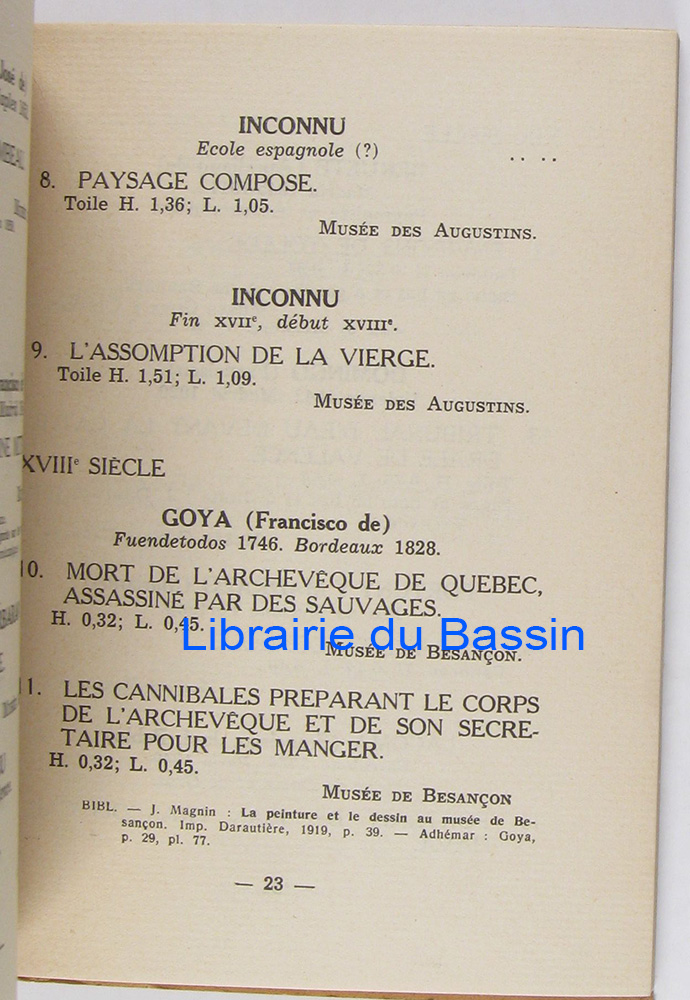 INCONNU
Ecole espagnole (?)
8. PAYSAGE COMPOSE.
Toile H. 1,36; L. 1,05.
MUSÉE DES AUGUSTINS.
INCONNU
Fin XVIIe, début XVIIIe.
9. L'ASSOMPTION DE LA VIERGE.
Toile H. 1,51; L. 1,09.
MUSÉE DES AUGUSTINS.
XVIIIe SIÈCLE
GOYA (Francisco de)
Fuendetodos 1746. Bordeaux 1828.
10. MORT DE L'ARCHEVÊQUE DE QUEBEC,
ASSASSINÉ PAR DES SAUVAGES.
H. 0,32; L. 0,45.
Librairie du Bassin
MUSÉE DE BESANÇON.
11. LES CANNIBALES PREPARANT LE CORPS
DE L'ARCHEVÊQUE ET DE SON SECRE-
TAIRE POUR LES MANGER.
H. 0,32; L. 0,45.
MUSÉE DE BESANÇON
BIBL. — J. Magnin : La peinture et le dessin au musée de Be-
sançon. Imp. Darautière, 1919, p. 39. — Adhémar : Goya,
p. 29, pl. 77.
— 23 —